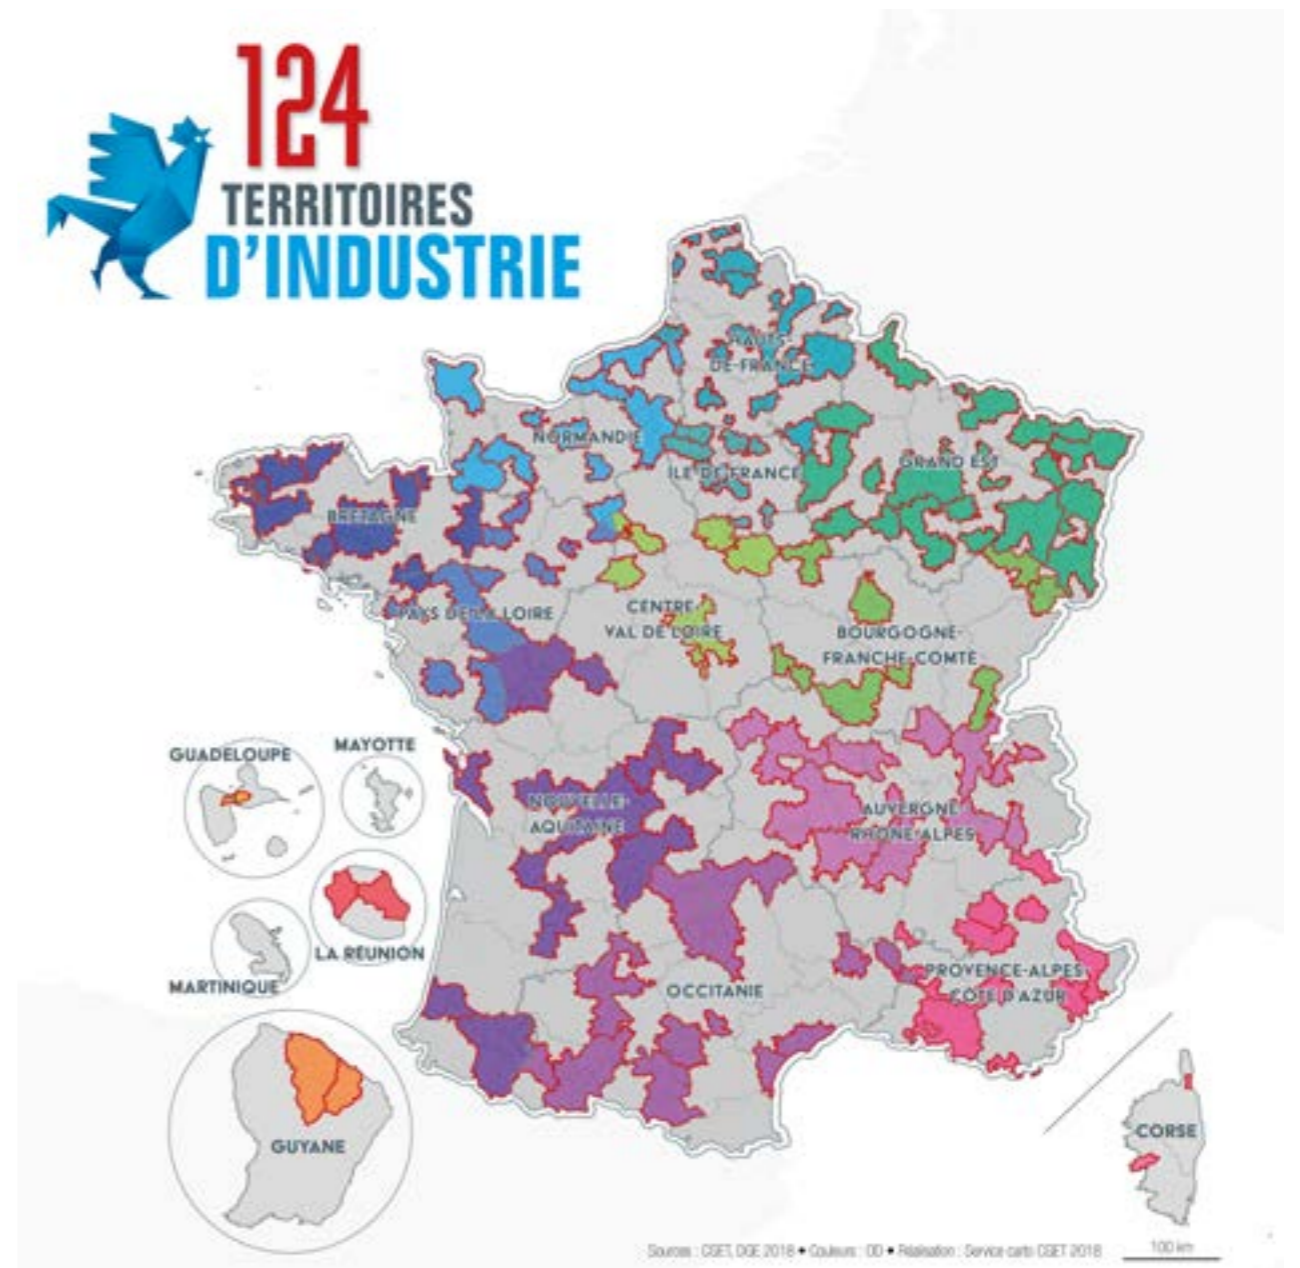 124
TERRITOIRES
D'INDUSTRIE
HAUTS-
DE-FRANCE
NORMANDIE
ÎLE-DE-FRANCE
GRAND EST
BRETAGNE
PAYS DE LA LOIRE
CENTRE-
VAL DE LOIRE
BOURGOGNE-
FRANCHE-COMTÉ
GUADELOUPE
MAYOTTE
NOUVELLE-
AQUITAINE
AUVERGNE-
RHÔNE-ALPES
LA RÉUNION
MARTINIQUE
OCCITANIE
PROVENCE-ALPES
CÔTE D'AZUR
GUYANE
CORSE
Sources : CGET, DGE 2018 • Couleurs : DD • Réalisation : Service carto CGET 2018
100 km